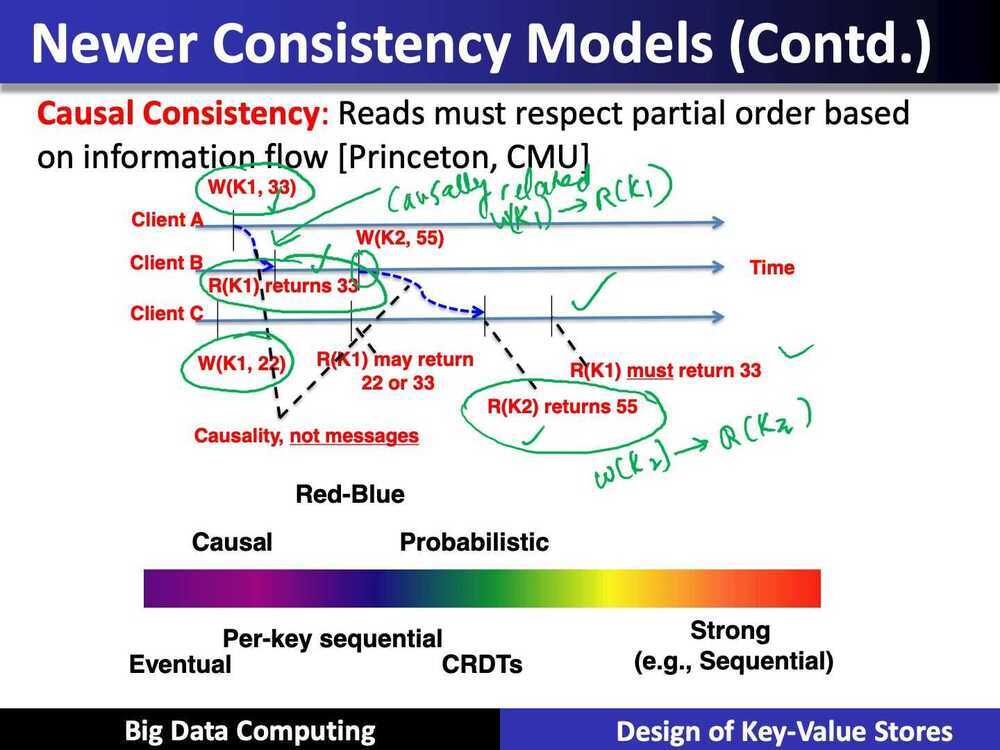 Newer Consistency Models (Contd.)
Causal Consistency: Reads must respect partial order based
on information flow [Princeton, CMU]
W(K1, 33)
Causally related
W(K1) → R(K1)
Client A
W(K2, 55)
Client B
Time
R(K1) returns 33
Client C
W(K1, 22)
R(K1) may return
22 or 33
R(K1) must return 33
R(K2) returns 55
Causality, not messages
W(K2) → R(K2)
Red-Blue
Causal
Probabilistic
Per-key sequential
Strong
Eventual
CRDTs
(e.g., Sequential)
Big Data Computing
Design of Key-Value Stores